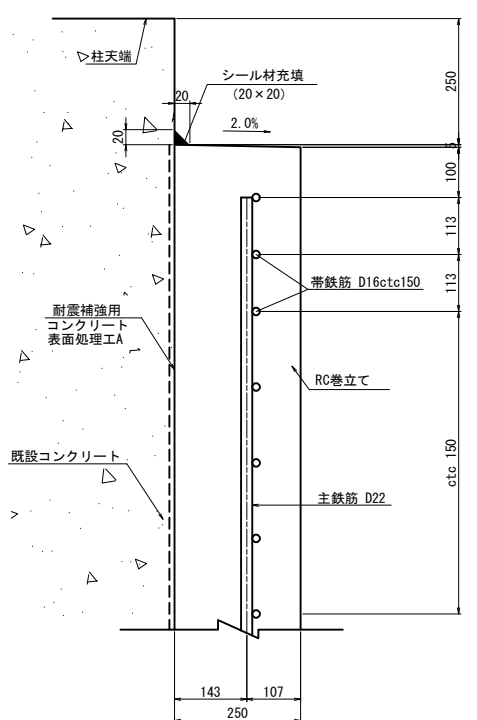 ▷柱天端
シール材充填
(20×20)
20
20
2.0%
250
5
100
113
113
ctc 150
帯鉄筋 D16ctc150
耐震補強用
コンクリート
表面処理工A
RC巻立て
既設コンクリート
主鉄筋 D22
143
107
250